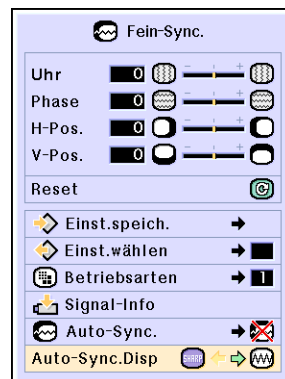 Fein-Sync.
Uhr 0 - +
Phase 0 - +
H-Pos. 0 - +
V-Pos. 0 - +
Reset
Einst.speich.
Einst.wählen
Betriebsarten 1
Signal-Info
Auto-Sync.
Auto-Sync.Disp SHARP